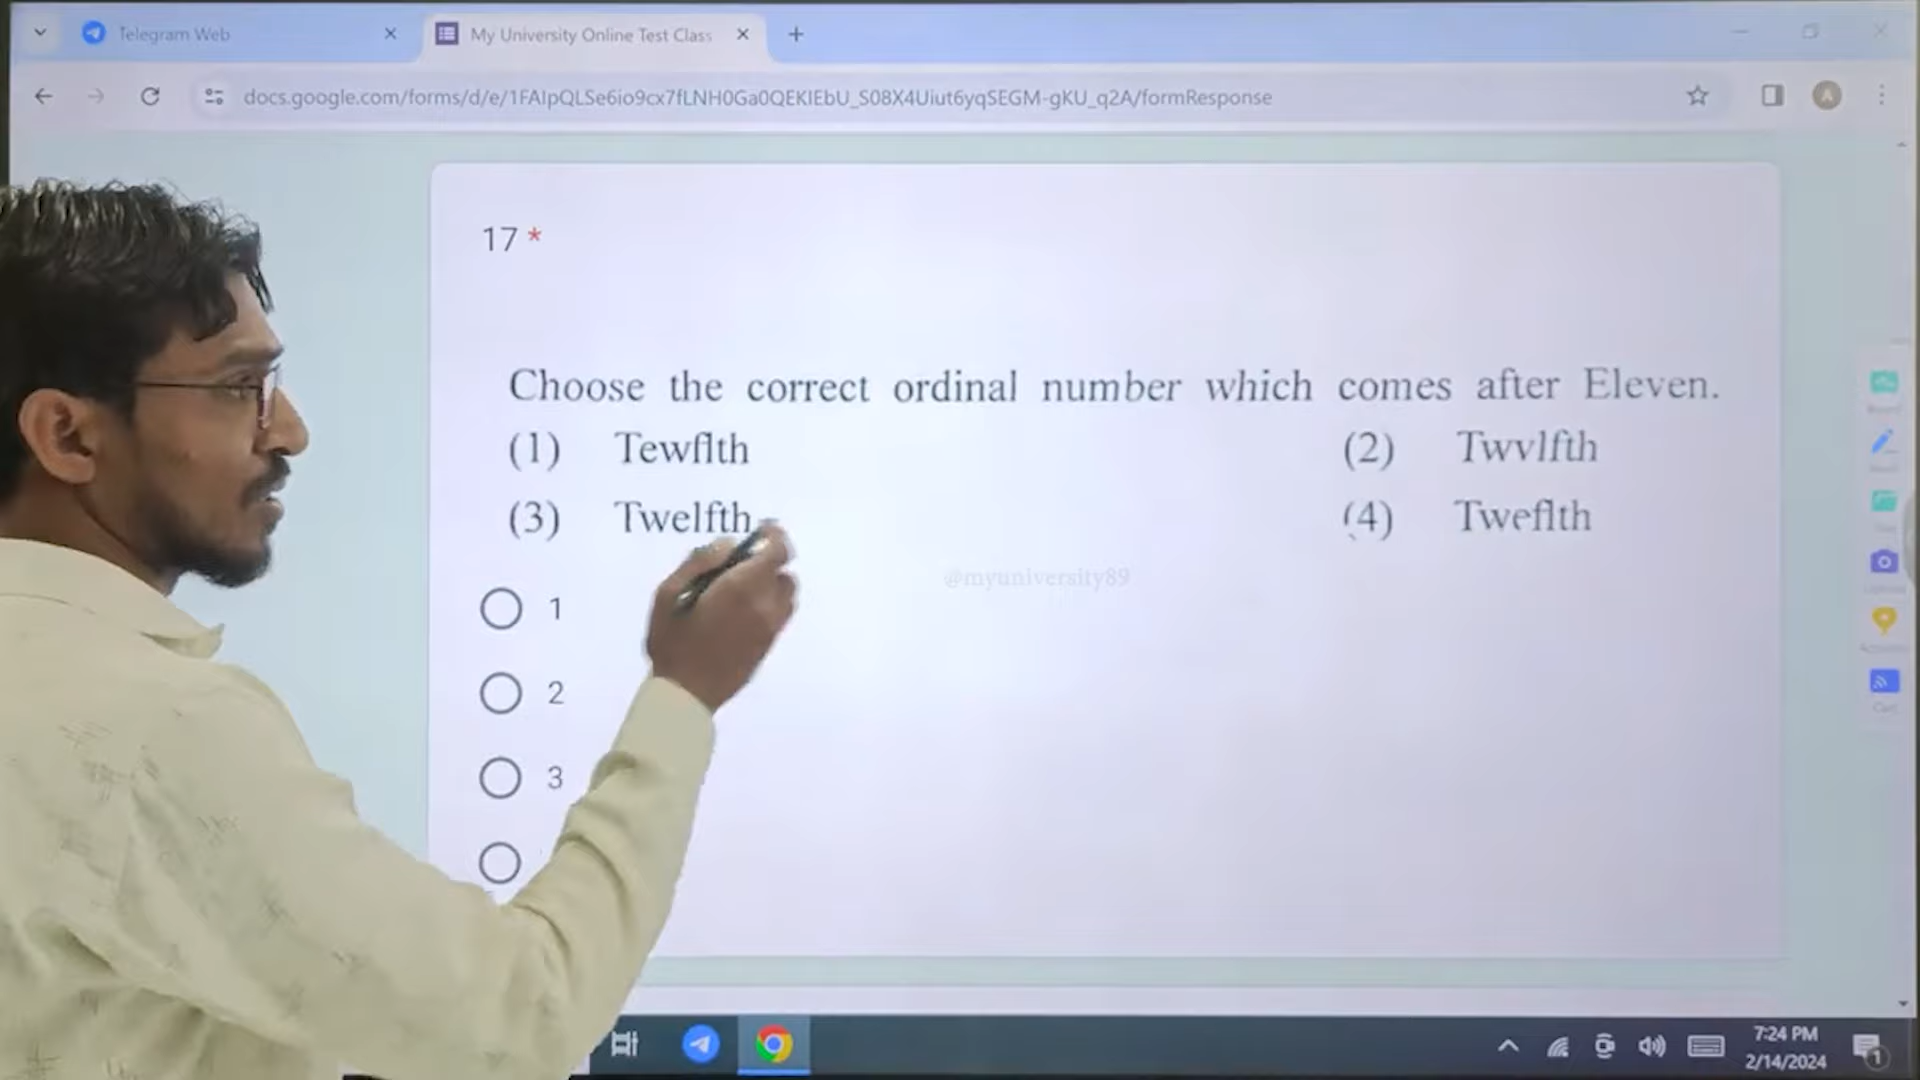 Telegram Web
My University Online Test Class
docs.google.com/forms/d/e/1FAIpQLSe6io9cx7fLNH0Ga0QEKIEbU_S08X4Uiut6yqSEGM-gKU_q2A/formResponse
A
17 *
Choose the correct ordinal number which comes after Eleven.
(1) Tewflth (2) Twvlfth
(3) Twelfth (4) Tweflth
@myuniversity89
1
2
3
7:24 PM
2/14/2024
1